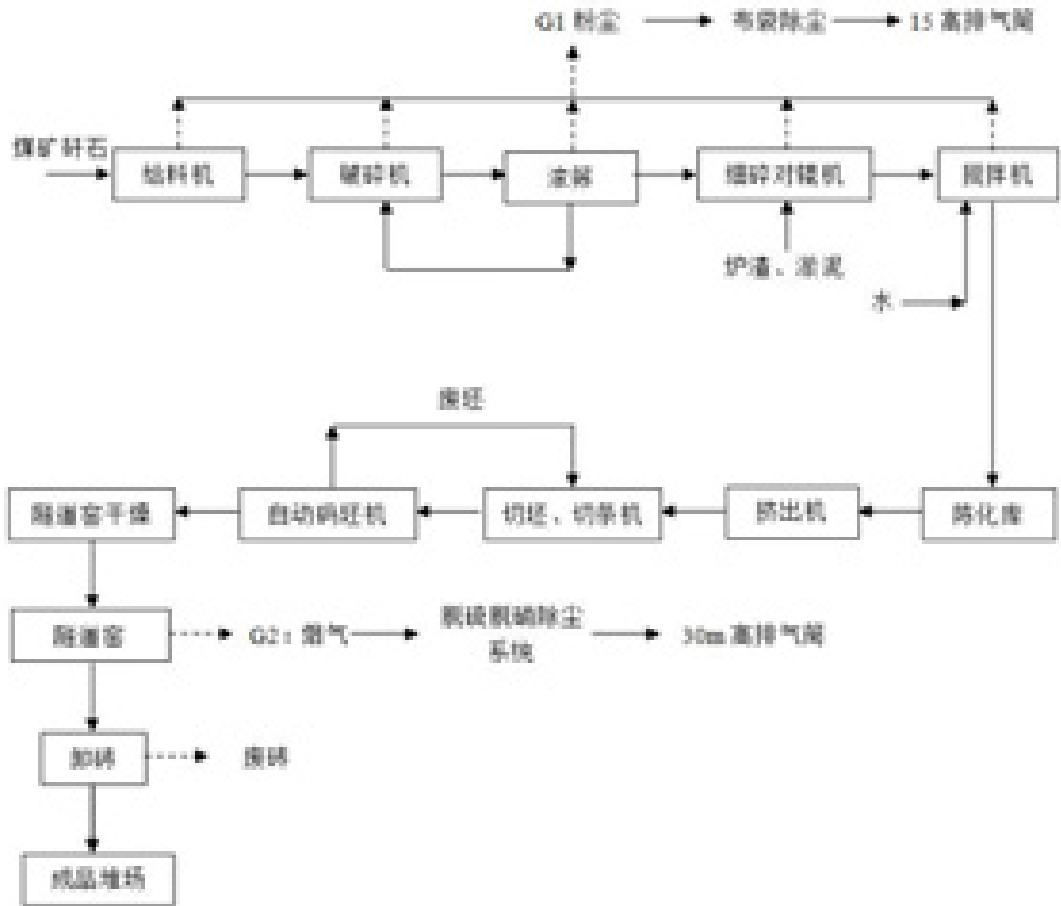 G1 粉尘
布袋除尘
15 高排气筒
煤矿矸石
给料机
破碎机
滚筛
细碎对辊机
搅拌机
炉渣、淤泥
水
废坯
隧道窑干燥
自动码坯机
切坯、切条机
挤出机
陈化库
隧道窑
G2：烟气
脱硫脱硝除尘
系统
30m 高排气筒
卸砖
废砖
成品堆场